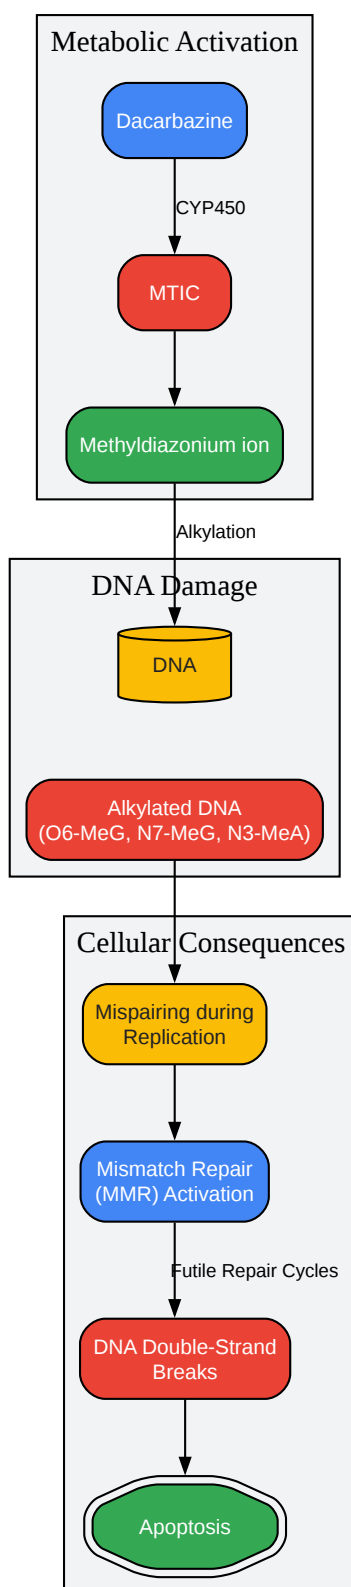 Metabolic Activation
Dacarbazine
CYP450
MTIC
Methyldiazonium ion
Alkylation
DNA Damage
DNA
Alkylated DNA
(O6-MeG, N7-MeG, N3-MeA)
Cellular Consequences
Mispairing during
Replication
Mismatch Repair
(MMR) Activation
Futile Repair Cycles
DNA Double-Strand
Breaks
Apoptosis